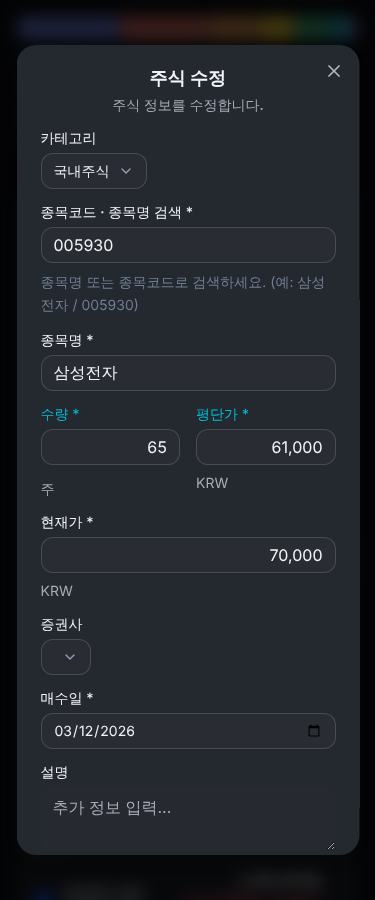 주식 수정
주식 정보를 수정합니다.
카테고리
국내주식
종목코드 · 종목명 검색 *
005930
종목명 또는 종목코드로 검색하세요. (예: 삼성
전자 / 005930)
종목명 *
삼성전자
수량 * 평단가 *
65 61,000
주 KRW
현재가 *
70,000
KRW
증권사
매수일 *
03/12/2026
설명
추가 정보 입력...